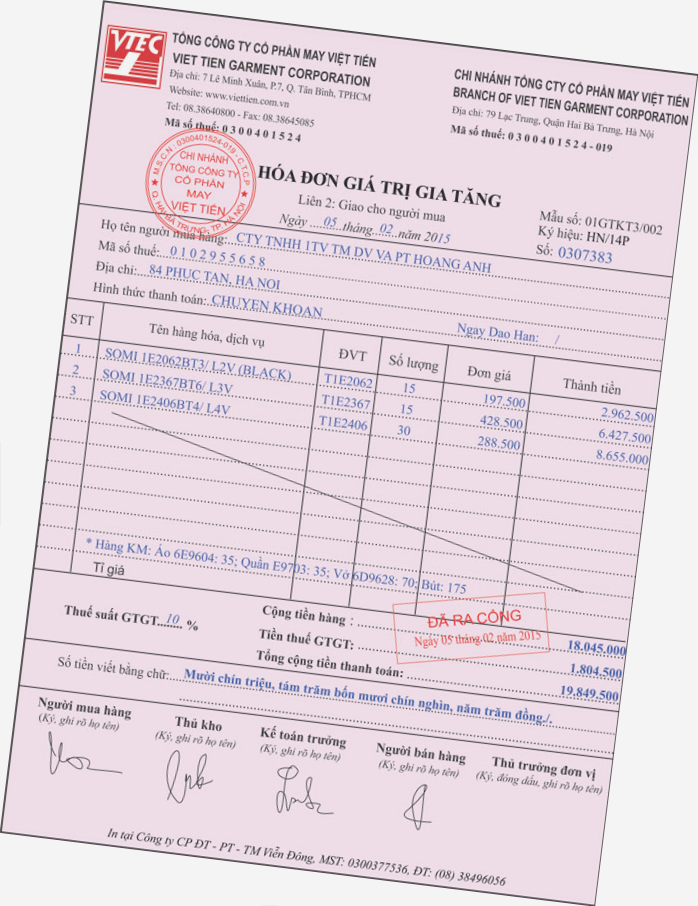 VTEC
TỔNG CÔNG TY CỔ PHẦN MAY VIỆT TIẾN
VIET TIEN GARMENT CORPORATION
Địa chỉ: 7 Lê Minh Xuân, P.7, Q. Tân Bình, TPHCM
Website: www.viettien.com.vn
Tel: 08.38640800 - Fax: 08.38645085
Mã số thuế: 0 3 0 0 4 0 1 5 2 4
CHI NHÁNH TỔNG CTY CỔ PHẦN MAY VIỆT TIẾN
BRANCH OF VIET TIEN GARMENT CORPORATION
Địa chỉ: 79 Lạc Trung, Quận Hai Bà Trưng, Hà Nội
Mã số thuế: 0 3 0 0 4 0 1 5 2 4 - 019
M.S.C.N : 0300401524-019 - C.T.C.P
CHI NHÁNH
TỔNG CÔNG TY
CỔ PHẦN
MAY
VIỆT TIẾN
Q. HAI BÀ TRƯNG, TP. HÀ NỘI
HÓA ĐƠN GIÁ TRỊ GIA TĂNG
Liên 2: Giao cho người mua
Ngày 05 tháng 02 năm 2015
Mẫu số: 01GTKT3/002
Ký hiệu: HN/14P
Số: 0307383
Họ tên người mua hàng: CTY TNHH 1TV TM DV VA PT HOANG ANH
Mã số thuế: 0 1 0 2 9 5 5 6 5 8
Địa chỉ: 84 PHUC TAN, HA NOI
Hình thức thanh toán: CHUYEN KHOAN Ngay Dao Han: /
STT Tên hàng hóa, dịch vụ ĐVT Số lượng Đơn giá Thành tiền
1 SOMI 1E2062BT3/ L2V (BLACK) T1E2062 15 197.500 2.962.500
2 SOMI 1E2367BT6/ L3V T1E2367 15 428.500 6.427.500
3 SOMI 1E2406BT4/ L4V T1E2406 30 288.500 8.655.000
* Hàng KM: Áo 6E9604: 35; Quần E9703: 35; Vở 6D9628: 70; Bút: 175
Tỉ giá
Thuế suất GTGT 10 % Cộng tiền hàng : 18.045.000
Tiền thuế GTGT: 1.804.500
Tổng cộng tiền thanh toán: 19.849.500
ĐÃ RA CỔNG
Ngày 05 tháng 02 năm 2015
Số tiền viết bằng chữ: Mười chín triệu, tám trăm bốn mươi chín nghìn, năm trăm đồng./.
Người mua hàng Thủ kho Kế toán trưởng Người bán hàng Thủ trưởng đơn vị
(Ký, ghi rõ họ tên) (Ký, ghi rõ họ tên) (Ký, ghi rõ họ tên) (Ký, ghi rõ họ tên) (Ký, đóng dấu, ghi rõ họ tên)
In tại Công ty CP ĐT - PT - TM Viễn Đông, MST: 0300377536, ĐT: (08) 38496056